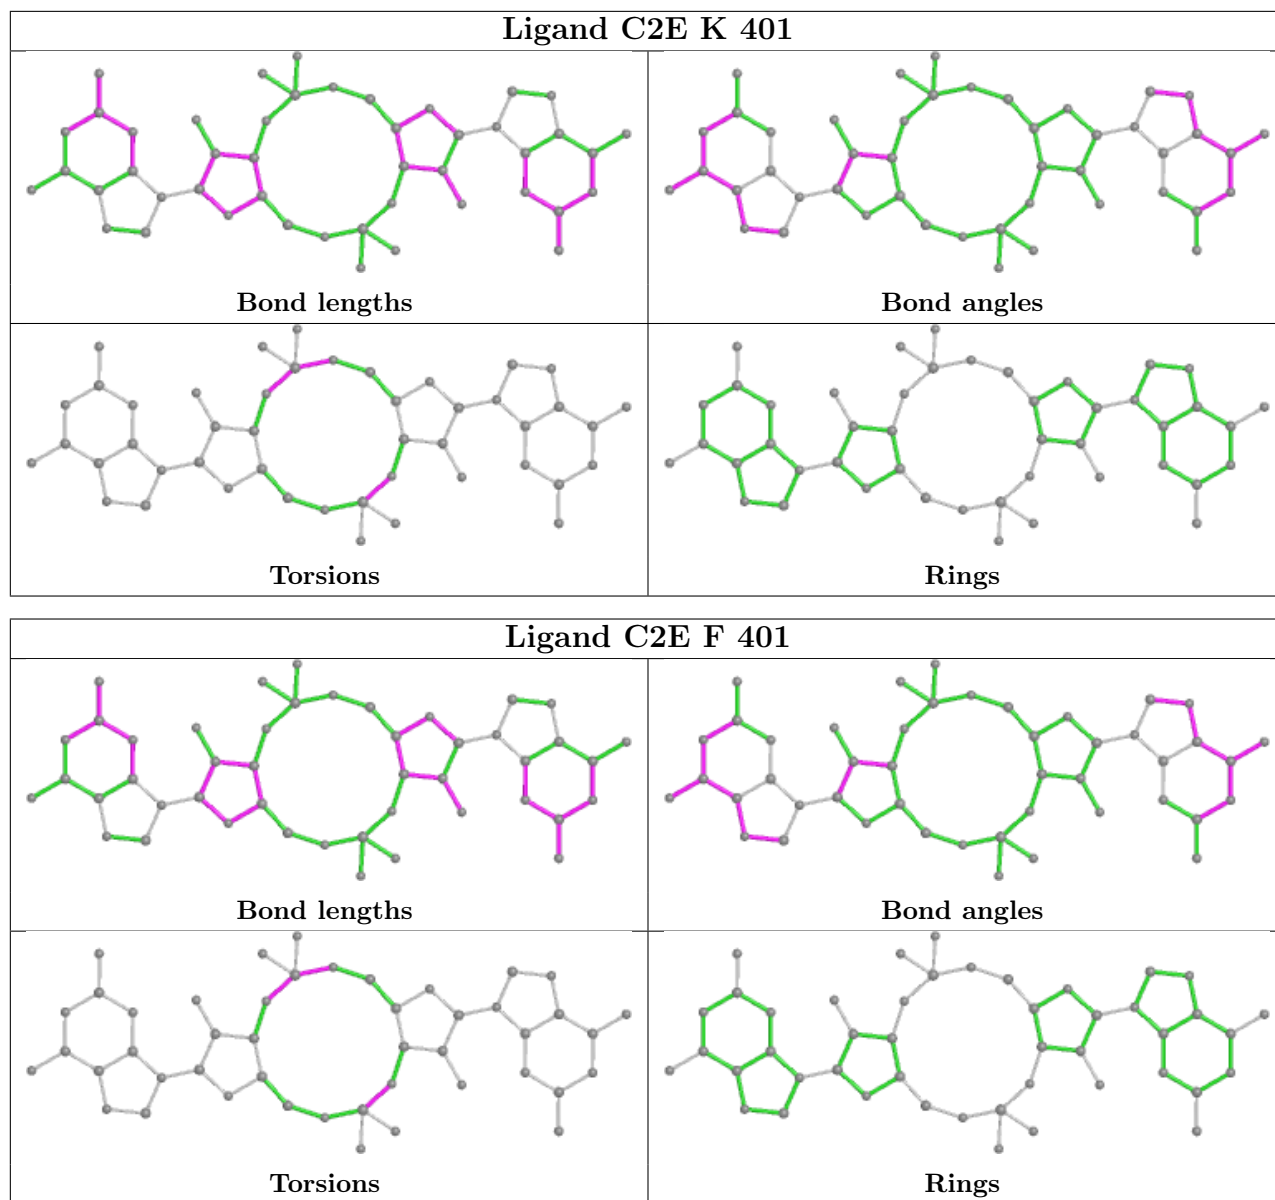 Ligand C2E K 401
Bond lengths
Bond angles
Torsions
Rings
Ligand C2E F 401
Bond lengths
Bond angles
Torsions
Rings